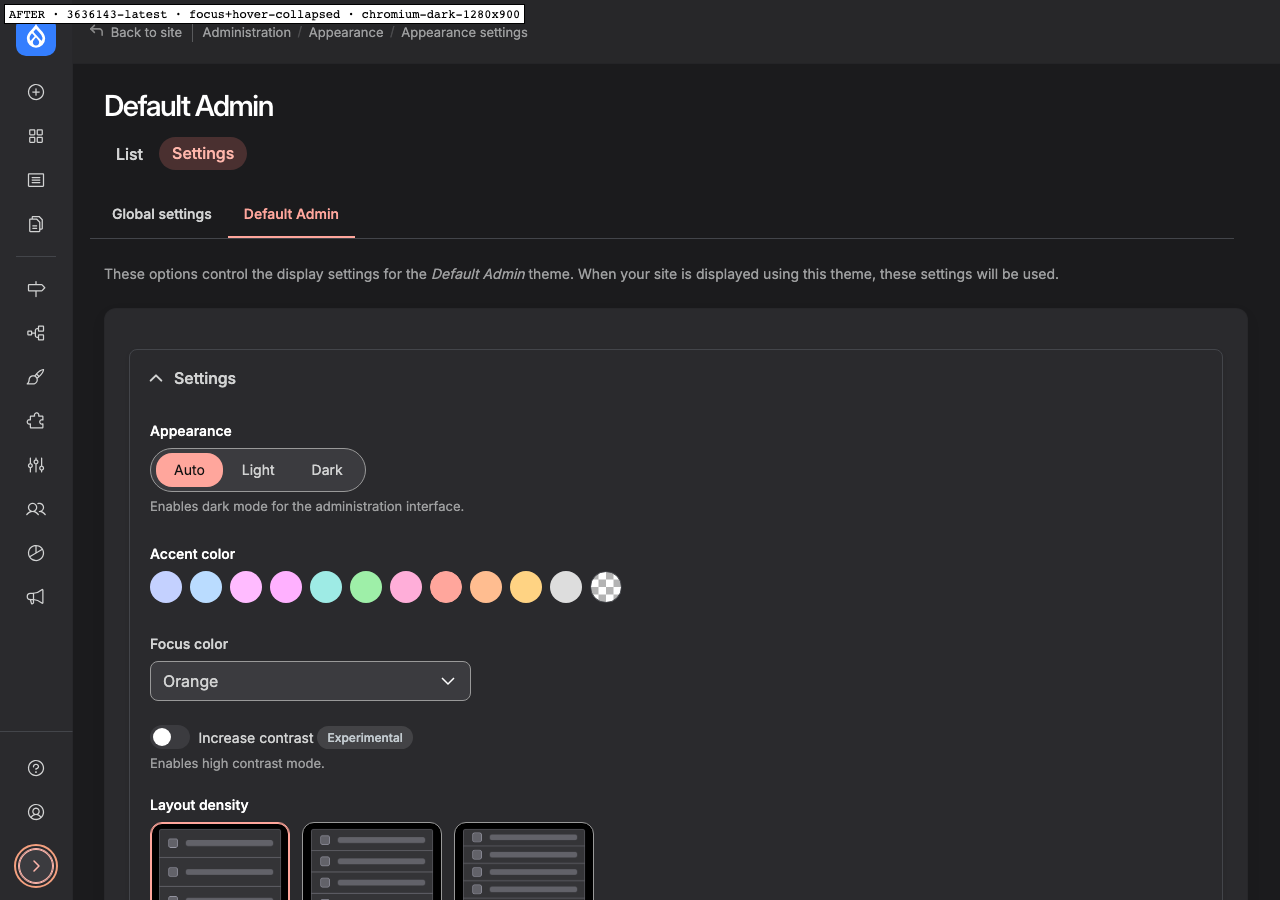 AFTER · 3636143-latest · focus+hover-collapsed · chromium-dark-1280x900
Back to site Administration / Appearance / Appearance settings
Default Admin
List Settings
Global settings Default Admin
These options control the display settings for the Default Admin theme. When your site is displayed using this theme, these settings will be used.
Settings
Appearance
Auto Light Dark
Enables dark mode for the administration interface.
Accent color
Focus color
Orange
Increase contrast Experimental
Enables high contrast mode.
Layout density